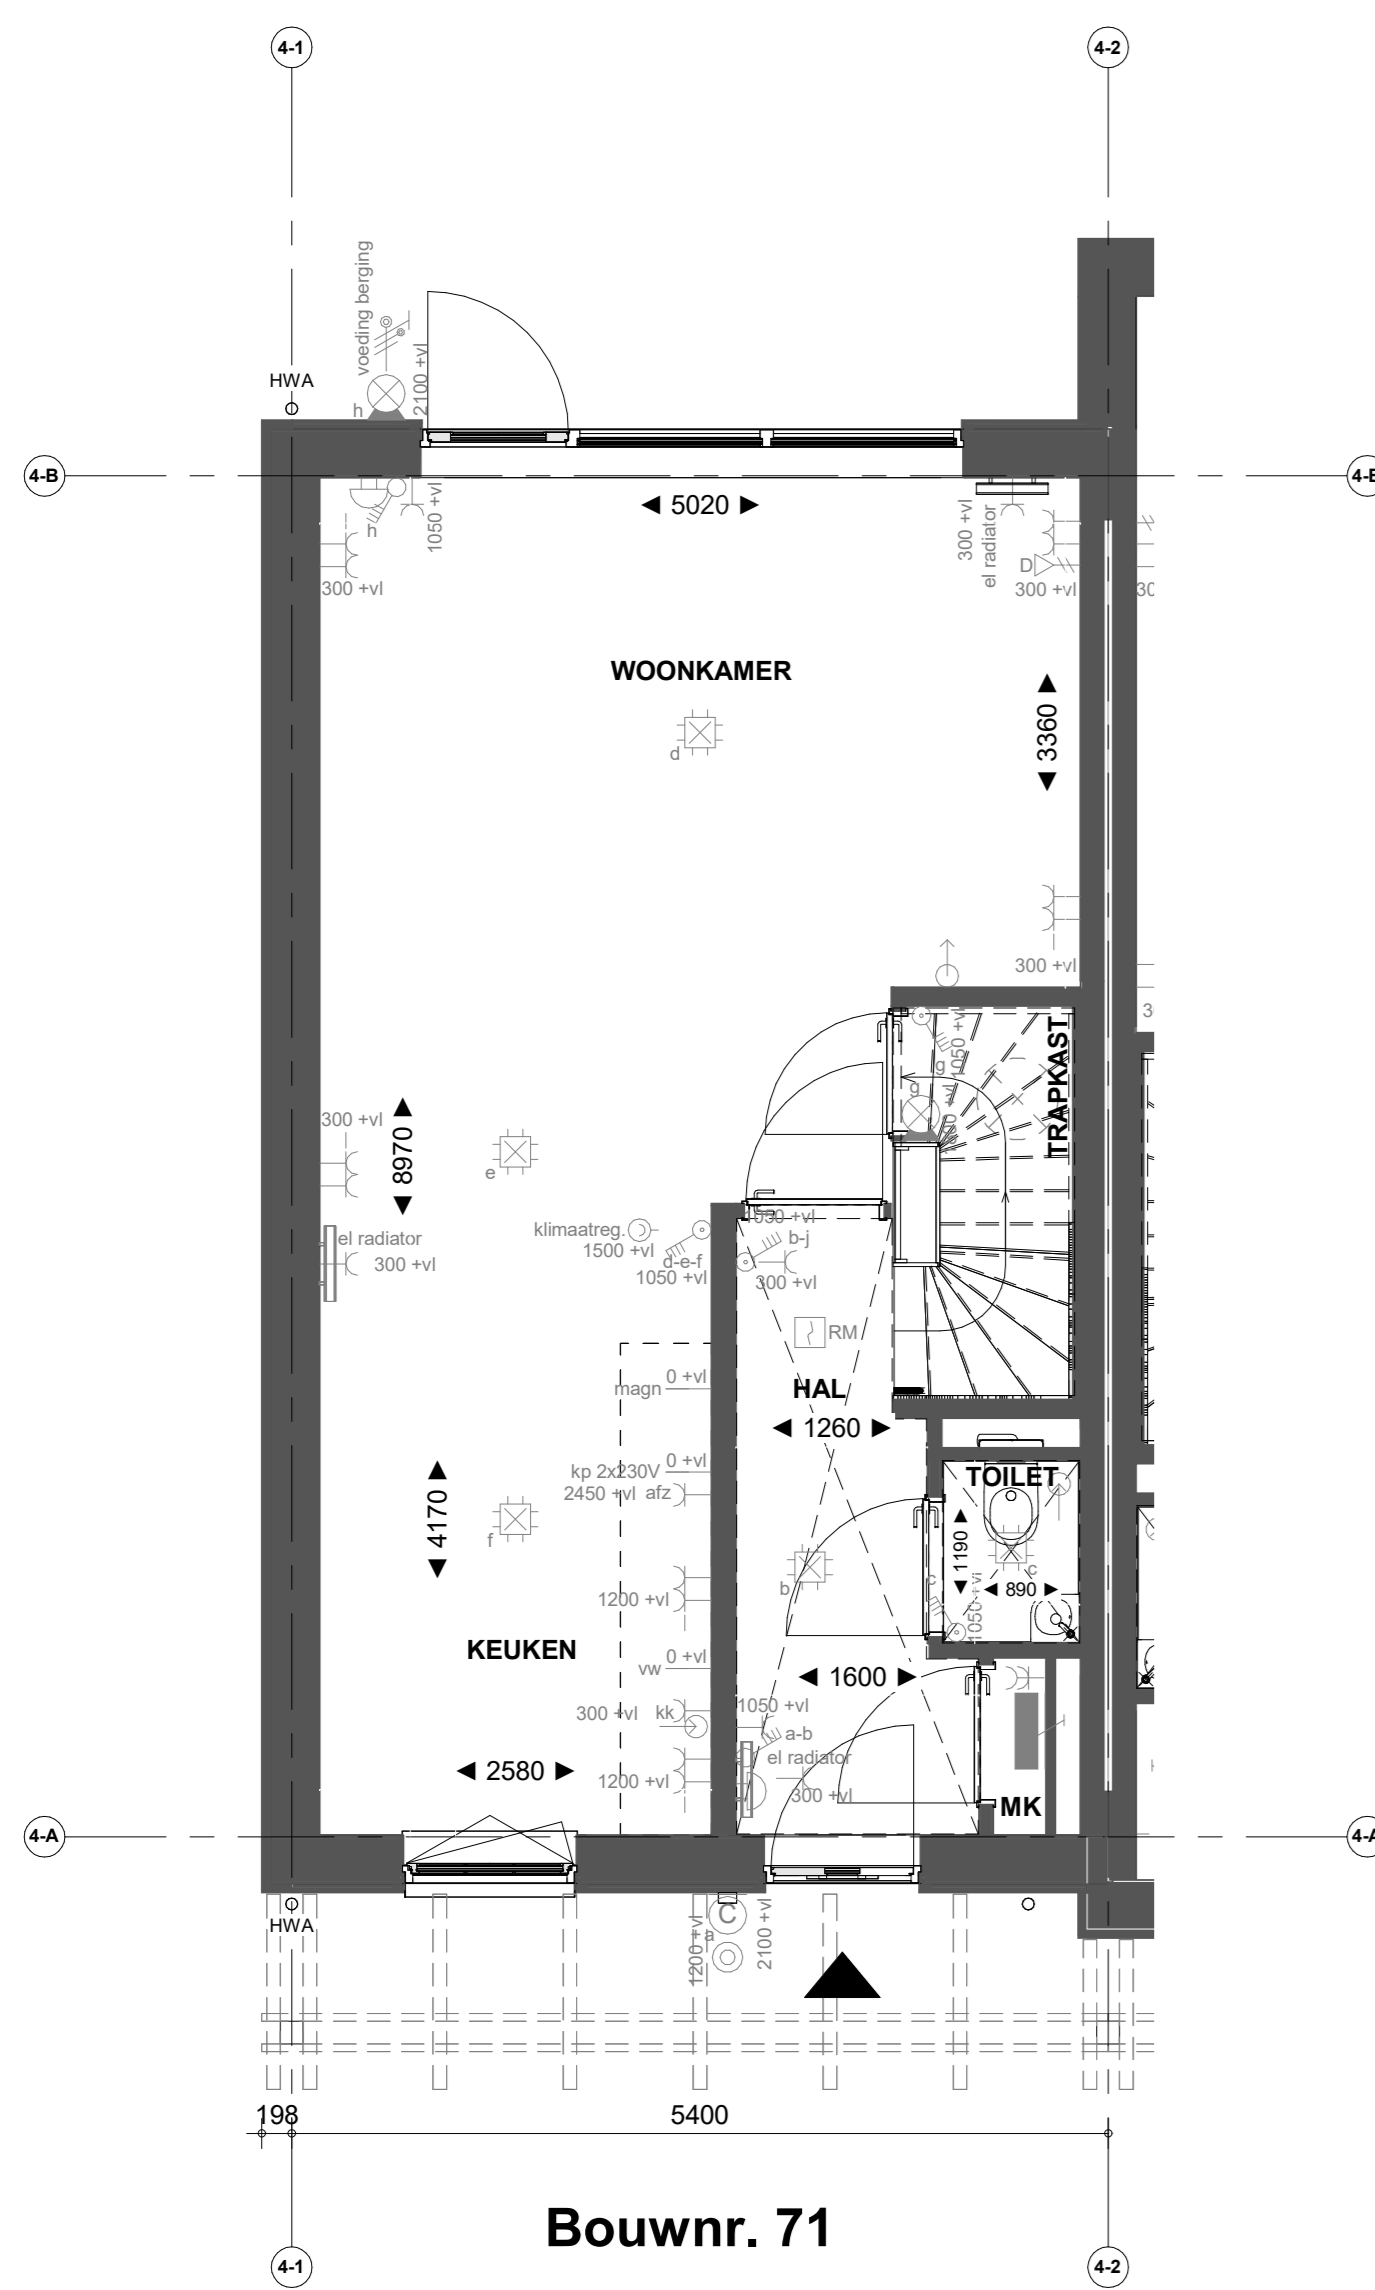 4-1
4-2
voeding berging
HWA
h
2100 +vl
4-B
h
1050 +vl
5020
300 +vl
el radiator
D
300 +vl
300 +vl
WOONKAMER
d
3360
300 +vl
TRAPKAST
1050 +vl
g
g
300 +vl
8970
e
klimaatreg.
1500 +vl
d-e-f
1050 +vl
1050 +vl
b-j
300 +vl
el radiator
300 +vl
RM
0 +vl
magn
HAL
1260
0 +vl
kp 2x230V
2450 +vl afz
4170
f
TOILET
1190
c
890
c
1050 +vl
b
1200 +vl
KEUKEN
0 +vl
vw
1600
300 +vl kk
1050 +vl
a-b
el radiator
300 +vl
2580
1200 +vl
MK
4-A
HWA
1200 +vl
a
C
2100 +vl
198
5400
Bouwnr. 71
4-1
4-2